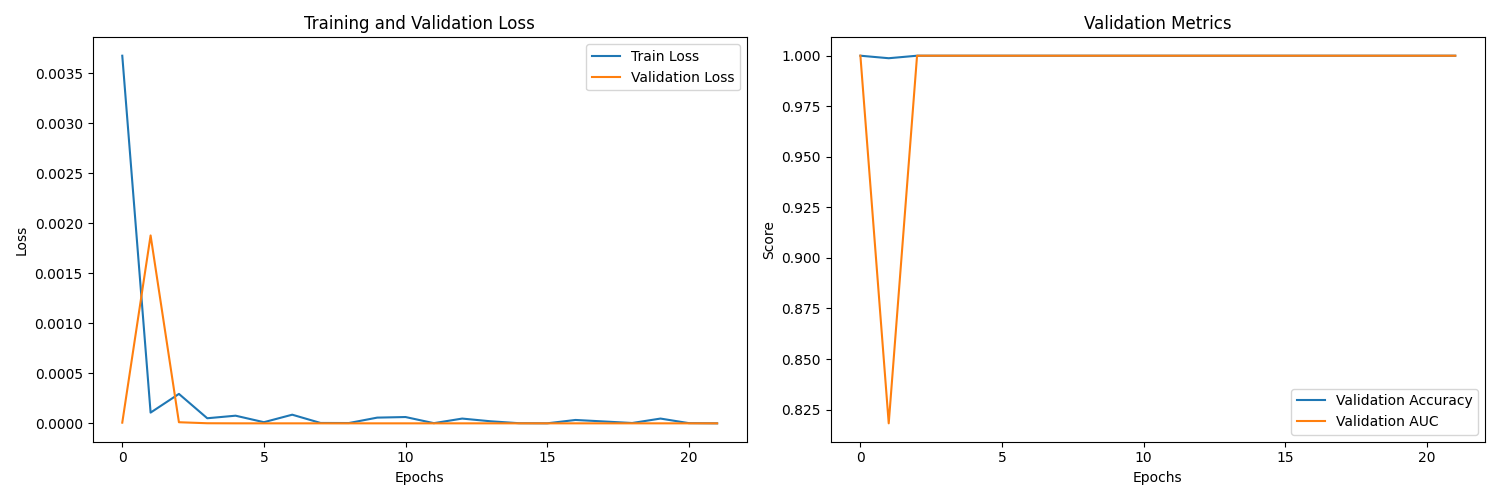 Training and Validation Loss
Train Loss
Validation Loss
0.0035
0.0030
0.0025
0.0020
0.0015
0.0010
0.0005
0.0000
Loss
0
5
10
15
20
Epochs
Validation Metrics
1.000
0.975
0.950
0.925
0.900
0.875
0.850
0.825
Score
Validation Accuracy
Validation AUC
0
5
10
15
20
Epochs